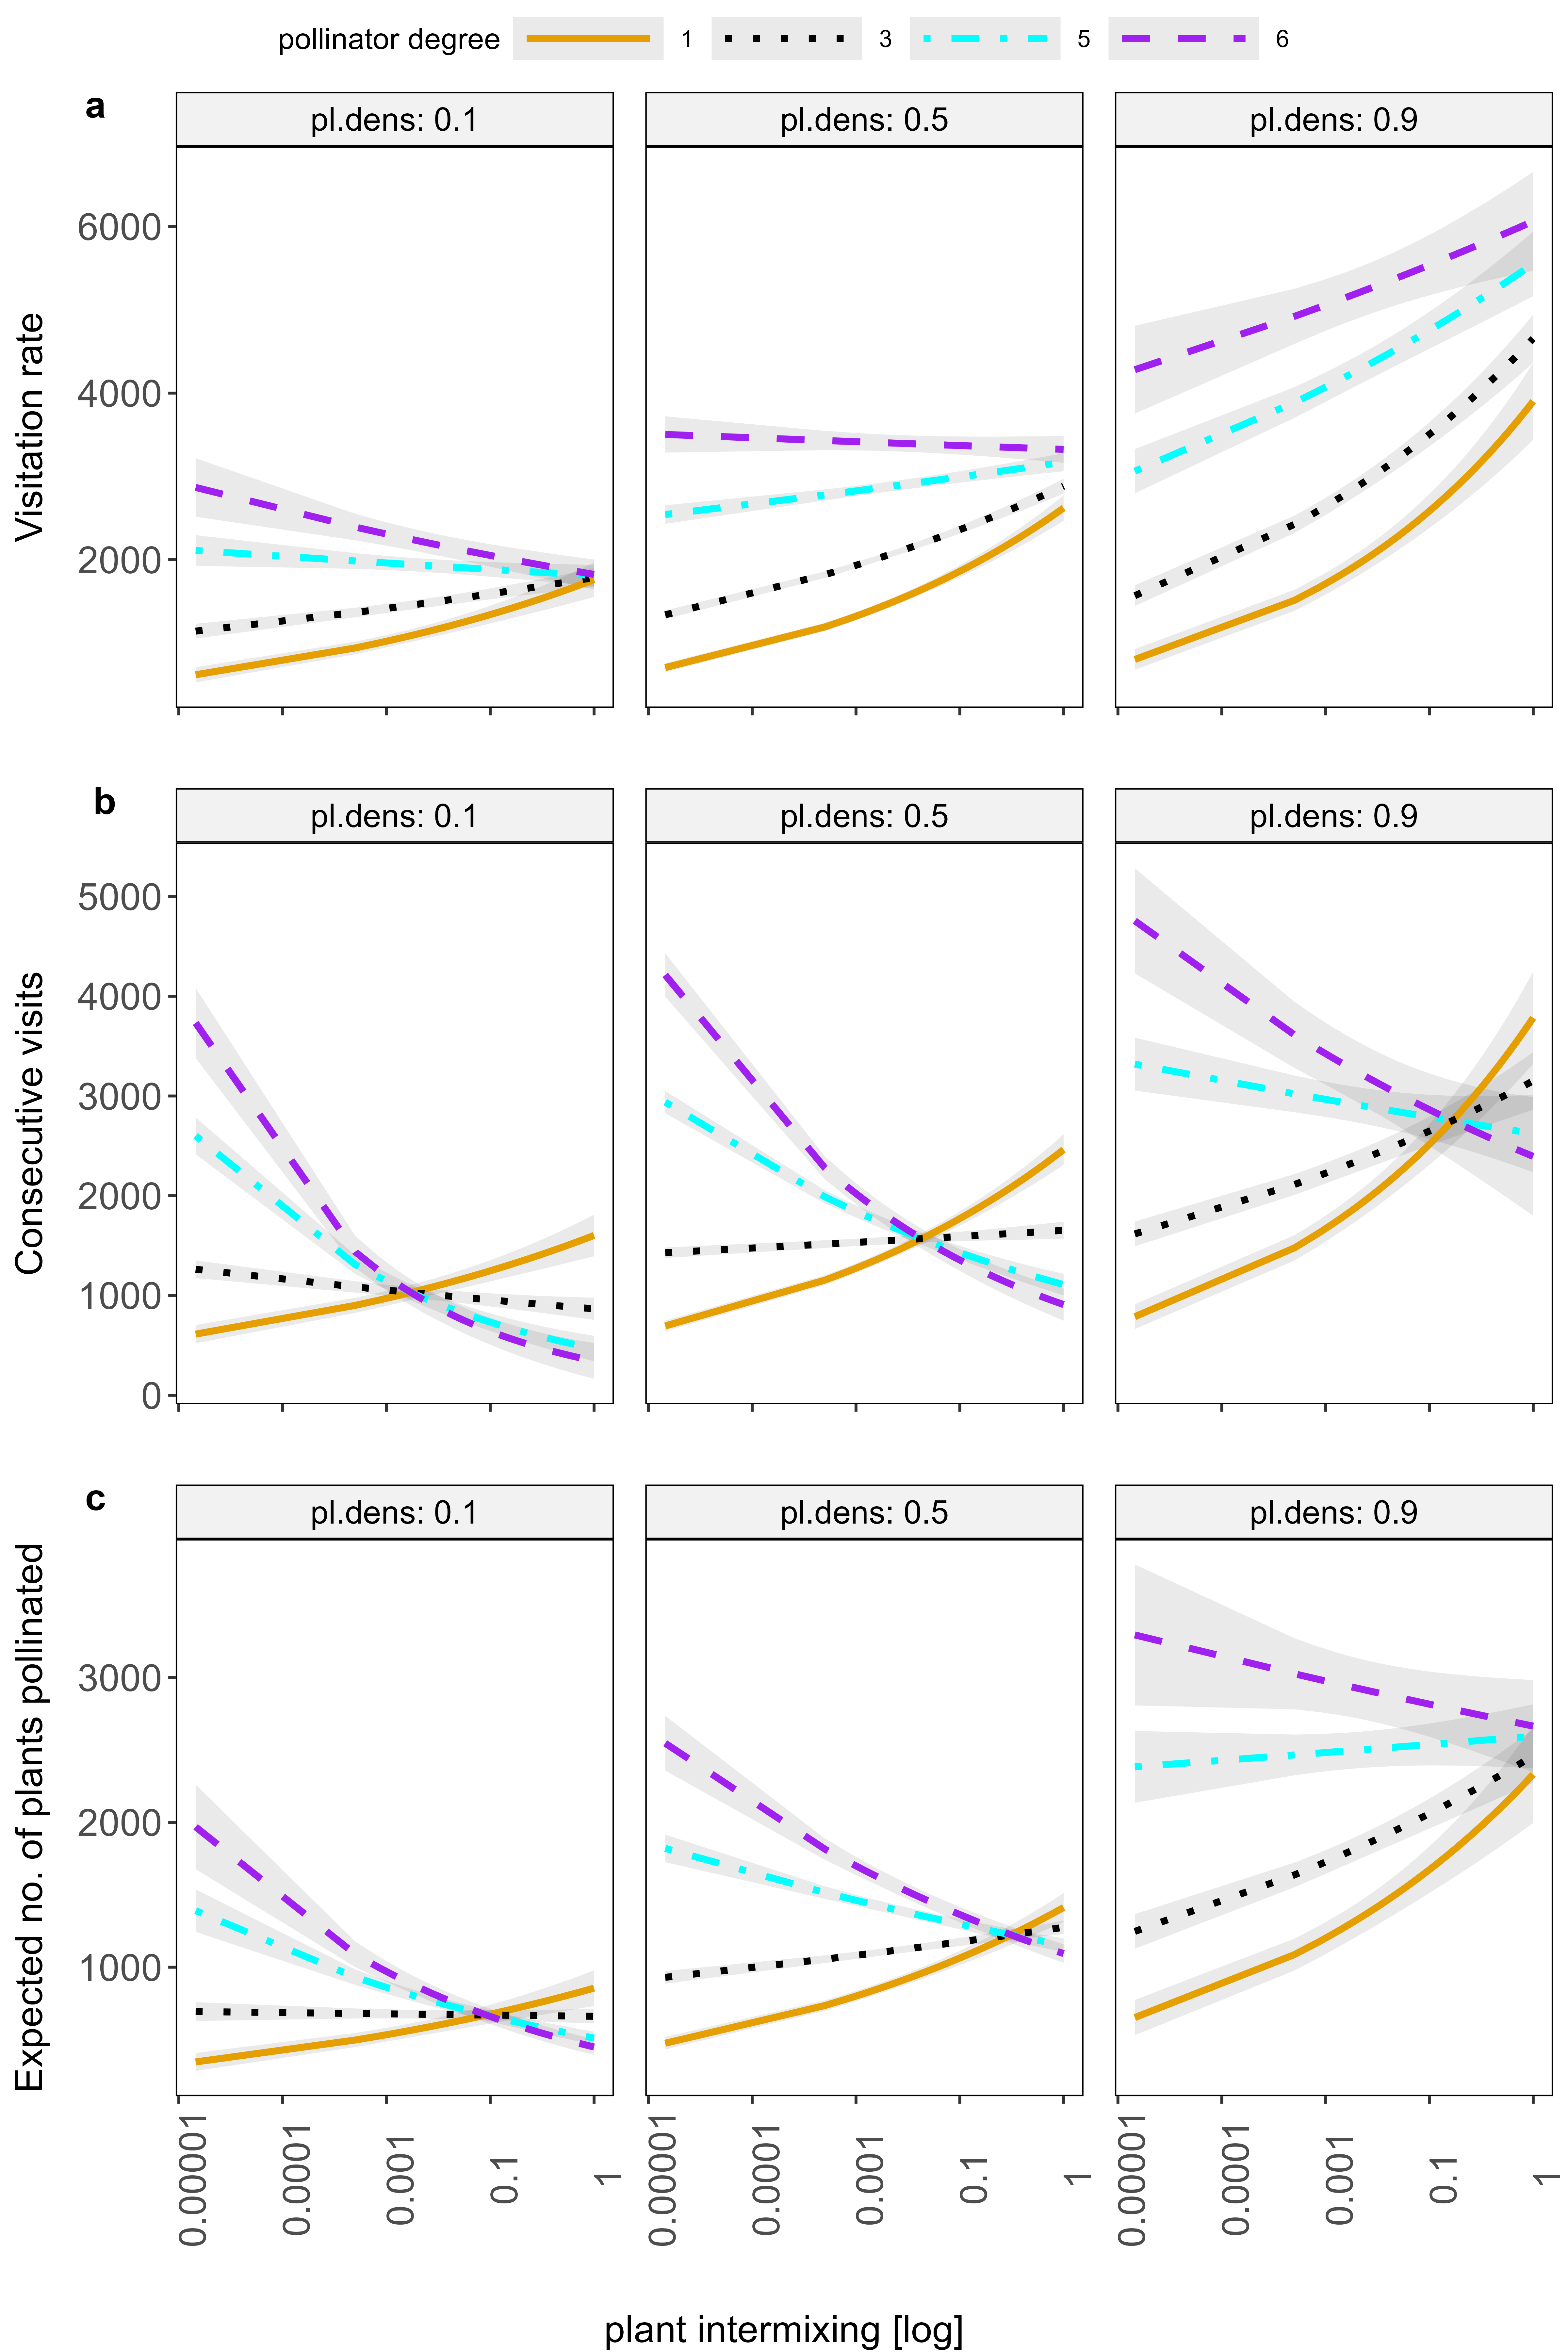 pollinator degree 1 3 5 6
a
pl.dens: 0.1 pl.dens: 0.5 pl.dens: 0.9
Visitation rate
6000
4000
2000
b
pl.dens: 0.1 pl.dens: 0.5 pl.dens: 0.9
Consecutive visits
5000
4000
3000
2000
1000
0
c
pl.dens: 0.1 pl.dens: 0.5 pl.dens: 0.9
Expected no. of plants pollinated
3000
2000
1000
0.00001 0.0001 0.001 0.1 1 0.00001 0.0001 0.001 0.1 1 0.00001 0.0001 0.001 0.1 1
plant intermixing [log]